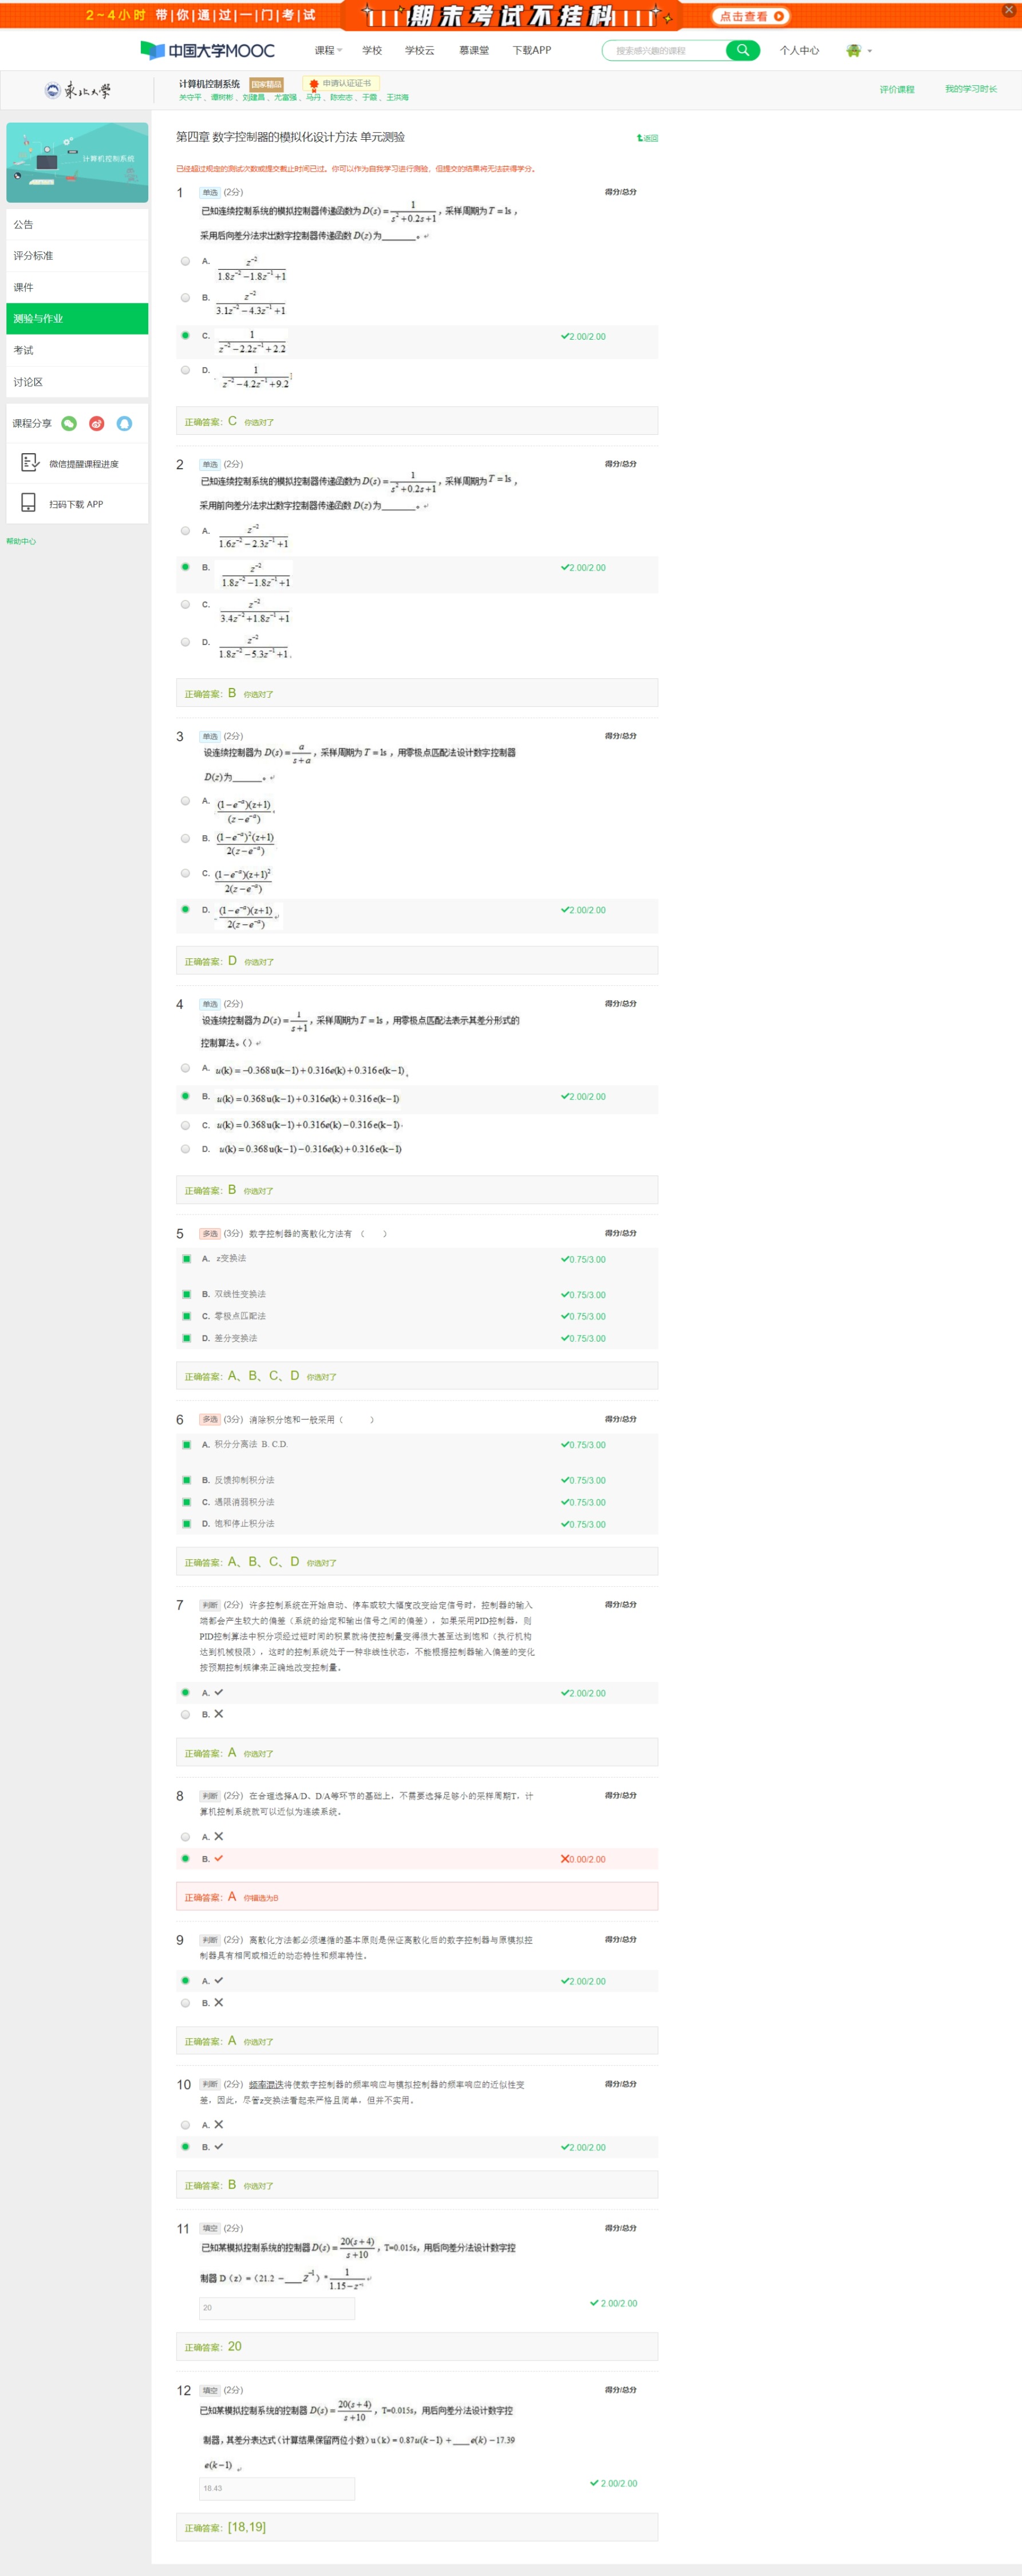 2~4小时 带|你|通|过|一|门|考|试
期末考试不挂科
点击查看
中国大学MOOC
课程
学校
学校云
慕课堂
下载APP
搜索感兴趣的课程
个人中心
东北大学
计算机控制系统
国家精品
申请认证证书
关守平、谭树彬、刘建昌、尤富强、马丹、陈宏志、于霞、王洪海
评价课程
我的学习时长
计算机控制系统
公告
评分标准
课件
测验与作业
考试
讨论区
课程分享
微信提醒课程进度
扫码下载 APP
帮助中心
第四章 数字控制器的模拟化设计方法 单元测验
返回
已经超过规定的测试次数或提交截止时间已过。你可以作为自我学习进行测验,但提交的结果将无法获得学分。
1 单选 (2分) 得分/总分
已知连续控制系统的模拟控制器传递函数为D(s)=1/(s²+0.2s+1),采样周期为T=1s,
采用后向差分法求出数字控制器传递函数D(z)为______。
A. z⁻²/(1.8z⁻²−1.8z⁻¹+1)
B. z⁻²/(3.1z⁻²−4.3z⁻¹+1)
C. 1/(z⁻²−2.2z⁻¹+2.2) ✔2.00/2.00
D. 1/(z⁻²−4.2z⁻¹+9.2)
正确答案:C 你选对了
2 单选 (2分) 得分/总分
已知连续控制系统的模拟控制器传递函数为D(s)=1/(s²+0.2s+1),采样周期为T=1s,
采用前向差分法求出数字控制器传递函数D(z)为______。
A. z⁻²/(1.6z⁻²−2.3z⁻¹+1)
B. z⁻²/(1.8z⁻²−1.8z⁻¹+1) ✔2.00/2.00
C. z⁻²/(3.4z⁻²+1.8z⁻¹+1)
D. z⁻²/(1.8z⁻²−5.3z⁻¹+1)
正确答案:B 你选对了
3 单选 (2分) 得分/总分
设连续控制器为D(s)=a/(s+a),采样周期为T=1s,用零极点匹配法设计数字控制器
D(z)为______。
A. (1−e⁻ᵃ)(z+1)/(z−e⁻ᵃ)
B. (1−e⁻ᵃ)²(z+1)/2(z−e⁻ᵃ)
C. (1−e⁻ᵃ)(z+1)²/2(z−e⁻ᵃ)
D. (1−e⁻ᵃ)(z+1)/2(z−e⁻ᵃ) ✔2.00/2.00
正确答案:D 你选对了
4 单选 (2分) 得分/总分
设连续控制器为D(s)=1/(s+1),采样周期为T=1s,用零极点匹配法表示其差分形式的
控制算法。()
A. u(k)=−0.368u(k−1)+0.316e(k)+0.316e(k−1)。
B. u(k)=0.368u(k−1)+0.316e(k)+0.316e(k−1) ✔2.00/2.00
C. u(k)=0.368u(k−1)+0.316e(k)−0.316e(k−1)
D. u(k)=0.368u(k−1)−0.316e(k)+0.316e(k−1)
正确答案:B 你选对了
5 多选 (3分) 数字控制器的离散化方法有 ( ) 得分/总分
A. z变换法 ✔0.75/3.00
B. 双线性变换法 ✔0.75/3.00
C. 零极点匹配法 ✔0.75/3.00
D. 差分变换法 ✔0.75/3.00
正确答案:A、B、C、D 你选对了
6 多选 (3分) 消除积分饱和一般采用( ) 得分/总分
A. 积分分离法 B. C.D. ✔0.75/3.00
B. 反馈抑制积分法 ✔0.75/3.00
C. 遇限消弱积分法 ✔0.75/3.00
D. 饱和停止积分法 ✔0.75/3.00
正确答案:A、B、C、D 你选对了
7 判断 (2分) 许多控制系统在开始启动、停车或较大幅度改变给定信号时,控制器的输入 得分/总分
端都会产生较大的偏差(系统的给定和输出信号之间的偏差),如果采用PID控制器,则
PID控制算法中积分项经过短时间的积累就将使控制量变得很大甚至达到饱和(执行机构
达到机械极限),这时的控制系统处于一种非线性状态,不能根据控制器输入偏差的变化
按预期控制规律来正确地改变控制量。
A. ✔ ✔2.00/2.00
B. ✘
正确答案:A 你选对了
8 判断 (2分) 在合理选择A/D、D/A等环节的基础上,不需要选择足够小的采样周期T,计 得分/总分
算机控制系统就可以近似为连续系统。
A. ✘
B. ✔ ✘0.00/2.00
正确答案:A 你错选为B
9 判断 (2分) 离散化方法都必须遵循的基本原则是保证离散化后的数字控制器与原模拟控 得分/总分
制器具有相同或相近的动态特性和频率特性。
A. ✔ ✔2.00/2.00
B. ✘
正确答案:A 你选对了
10 判断 (2分) 频率混迭将使数字控制器的频率响应与模拟控制器的频率响应的近似性变 得分/总分
差,因此,尽管z变换法看起来严格且简单,但并不实用。
A. ✘
B. ✔ ✔2.00/2.00
正确答案:B 你选对了
11 填空 (2分) 得分/总分
已知某模拟控制系统的控制器D(s)=20(s+4)/(s+10),T=0.015s,用后向差分法设计数字控
制器 D(z)=(21.2 −___z⁻¹)*1/(1.15−z⁻¹)
20 ✔ 2.00/2.00
正确答案:20
12 填空 (2分) 得分/总分
已知某模拟控制系统的控制器 D(s)=20(s+4)/(s+10),T=0.015s,用后向差分法设计数字控
制器,其差分表达式(计算结果保留两位小数)u(k)=0.87u(k−1)+___e(k)−17.39
e(k−1)
18.43 ✔ 2.00/2.00
正确答案:[18,19]